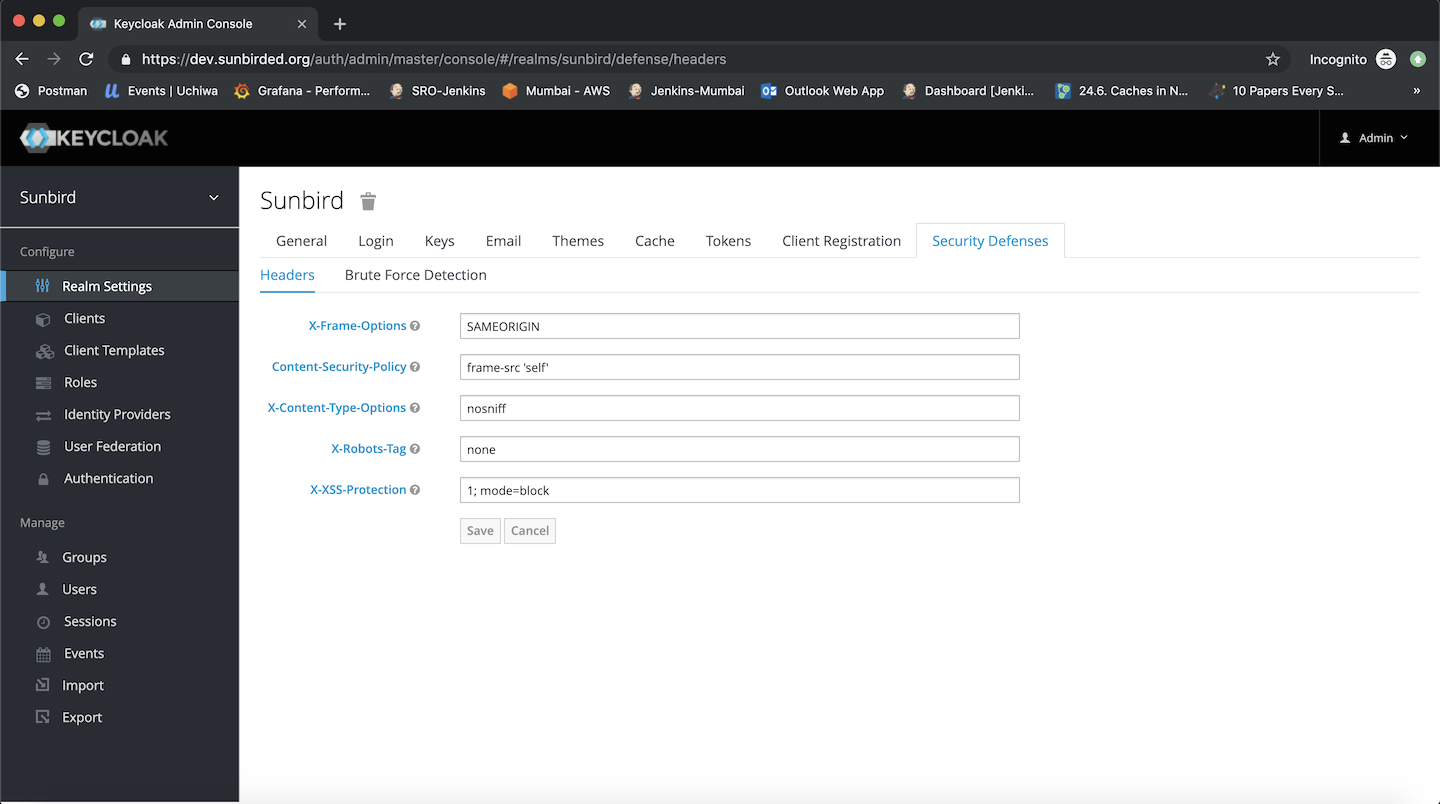 Keycloak Admin Console
https://dev.sunbirded.org/auth/admin/master/console/#/realms/sunbird/defense/headers
Incognito
Postman Events | Uchiwa Grafana - Perform... SRO-Jenkins Mumbai - AWS Jenkins-Mumbai Outlook Web App Dashboard [Jenki... 24.6. Caches in N... 10 Papers Every S... »
KEYCLOAK
Admin
Sunbird
Configure
Realm Settings
Clients
Client Templates
Roles
Identity Providers
User Federation
Authentication
Manage
Groups
Users
Sessions
Events
Import
Export
Sunbird
General Login Keys Email Themes Cache Tokens Client Registration Security Defenses
Headers Brute Force Detection
X-Frame-Options SAMEORIGIN
Content-Security-Policy frame-src 'self'
X-Content-Type-Options nosniff
X-Robots-Tag none
X-XSS-Protection 1; mode=block
Save Cancel